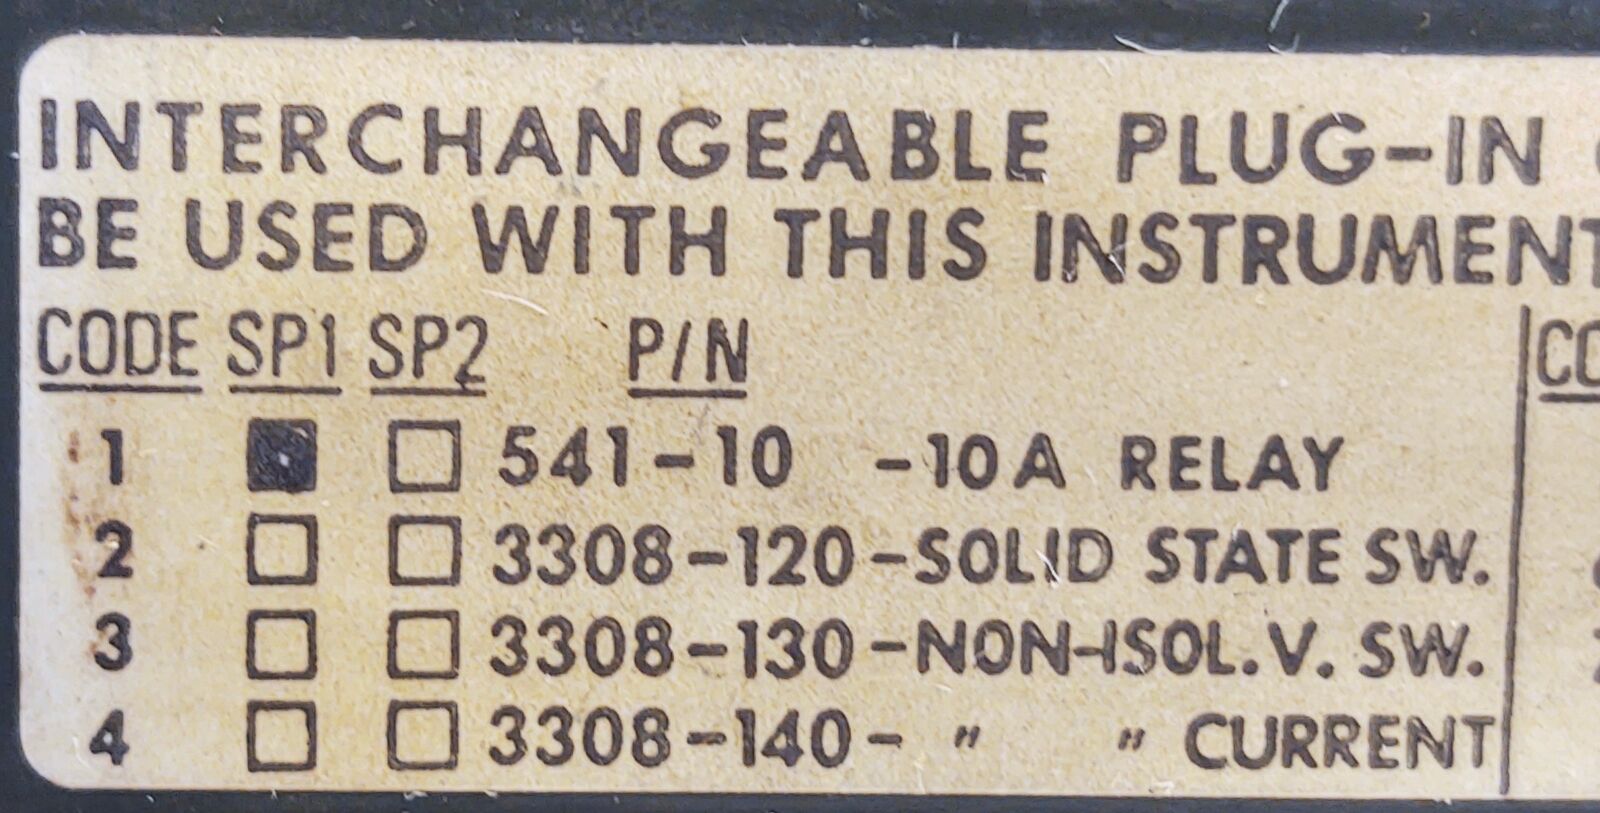 INTERCHANGEABLE PLUG-IN
BE USED WITH THIS INSTRUMENT
CODE SP1 SP2 P/N
1 ■ □ 541-10 -10A RELAY
2 □ □ 3308-120-SOLID STATE SW.
3 □ □ 3308-130-NON-ISOL.V. SW.
4 □ □ 3308-140- " " CURRENT